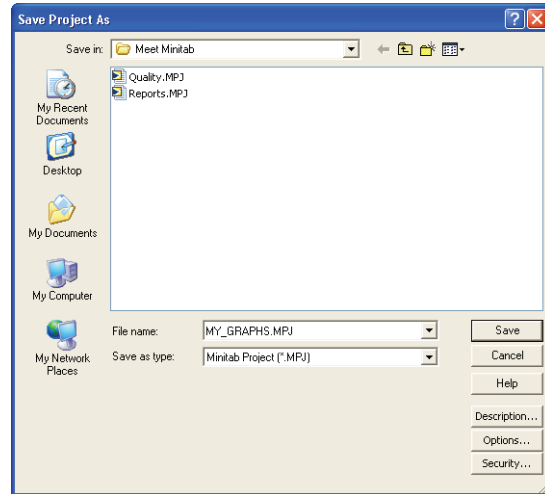 Save Project As
Save in:
Meet Minitab
Quality.MPJ
Reports.MPJ
My Recent
Documents
Desktop
My Documents
My Computer
My Network
Places
File name:
MY_GRAPHS.MPJ
Save as type:
Minitab Project (*.MPJ)
Save
Cancel
Help
Description...
Options...
Security...